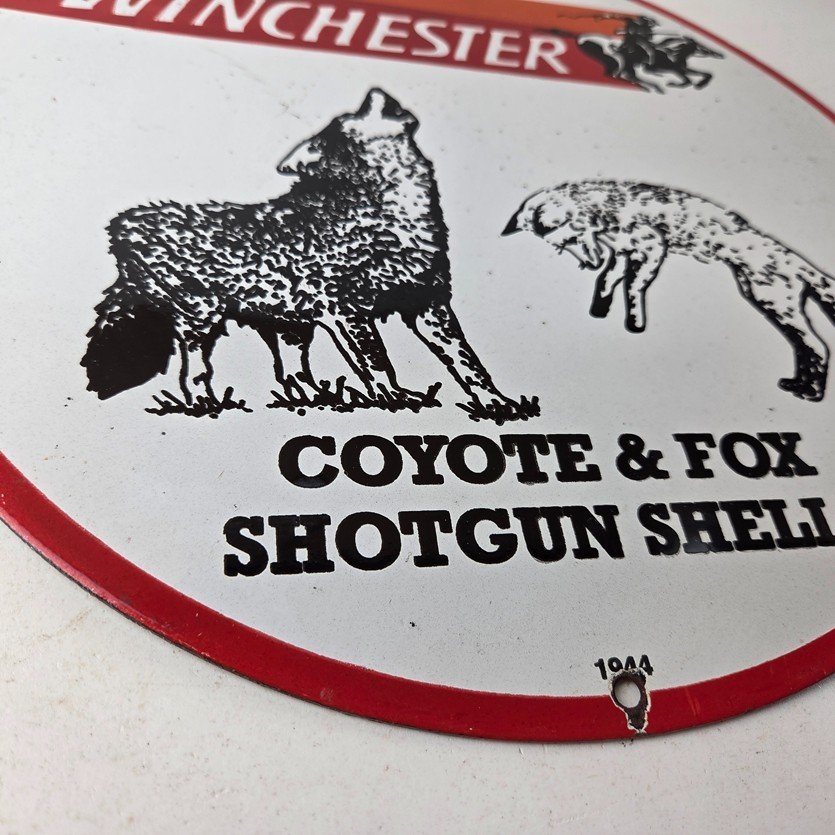 WINCHESTER
COYOTE & FOX
SHOTGUN SHELL
1944